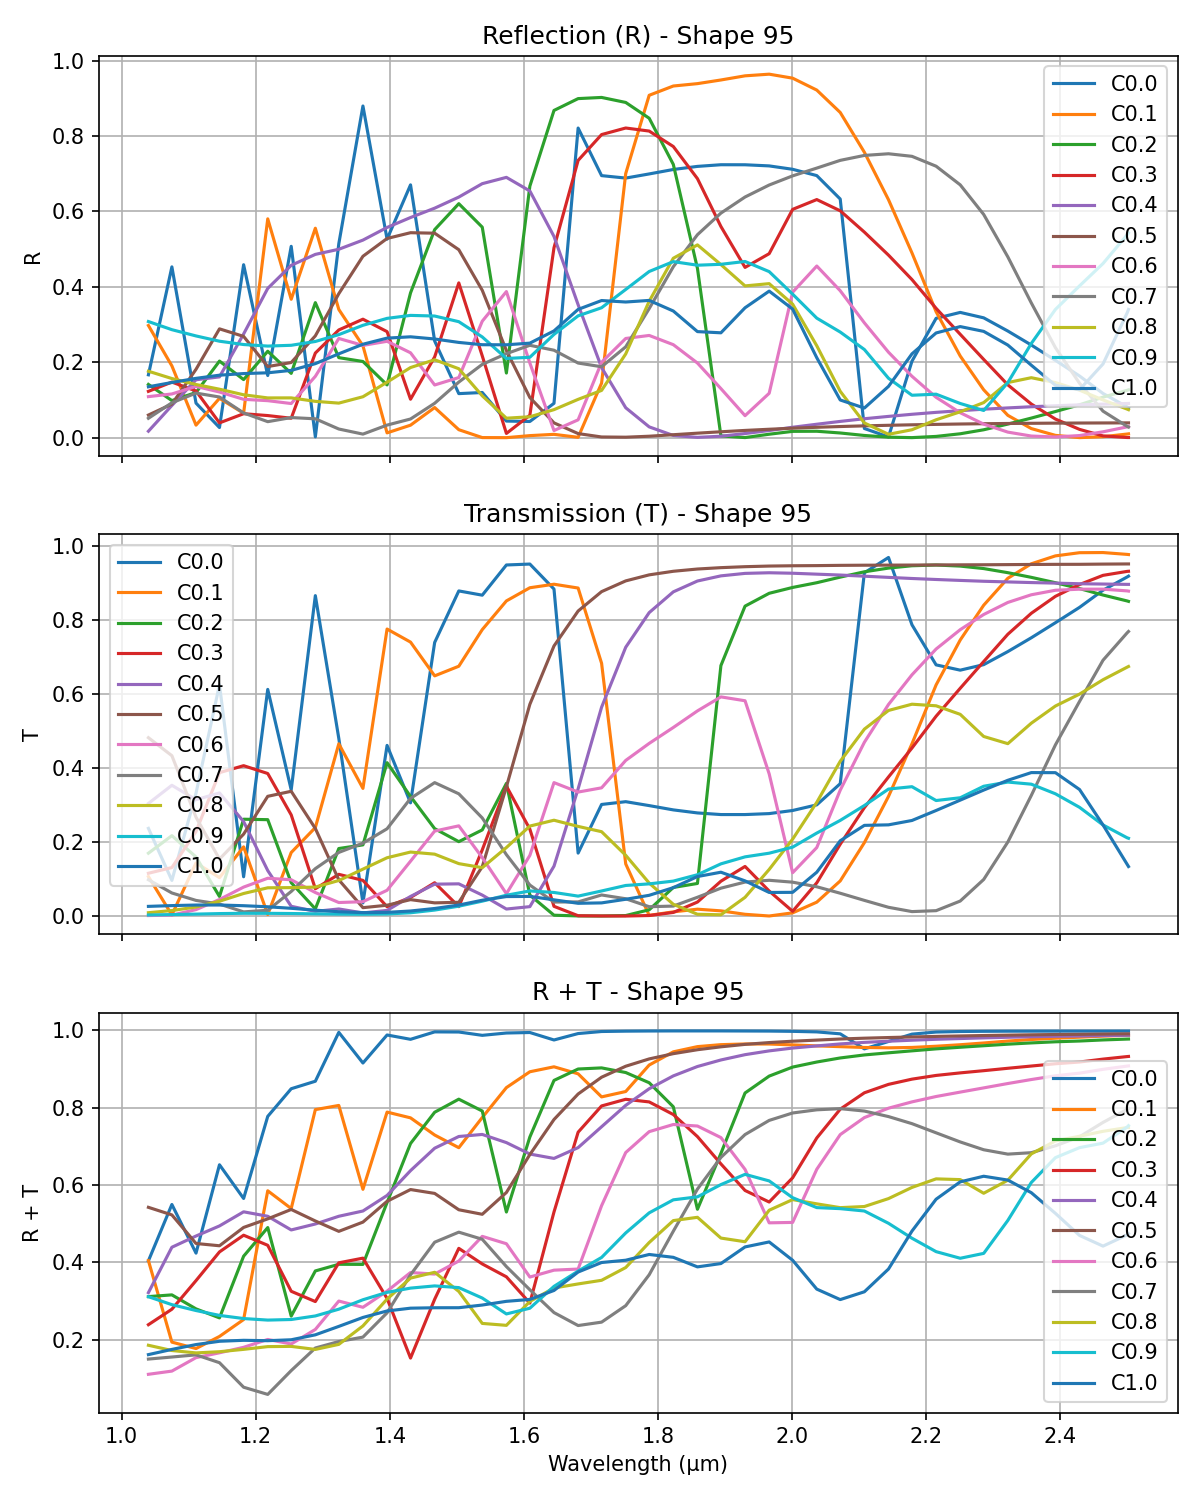 Reflection (R) - Shape 95
1.0
0.8
0.6
0.4
0.2
0.0
R
C0.0
C0.1
C0.2
C0.3
C0.4
C0.5
C0.6
C0.7
C0.8
C0.9
C1.0
Transmission (T) - Shape 95
1.0
0.8
0.6
0.4
0.2
0.0
T
C0.0
C0.1
C0.2
C0.3
C0.4
C0.5
C0.6
C0.7
C0.8
C0.9
C1.0
R + T - Shape 95
1.0
0.8
0.6
0.4
0.2
R + T
C0.0
C0.1
C0.2
C0.3
C0.4
C0.5
C0.6
C0.7
C0.8
C0.9
C1.0
1.0 1.2 1.4 1.6 1.8 2.0 2.2 2.4
Wavelength (μm)